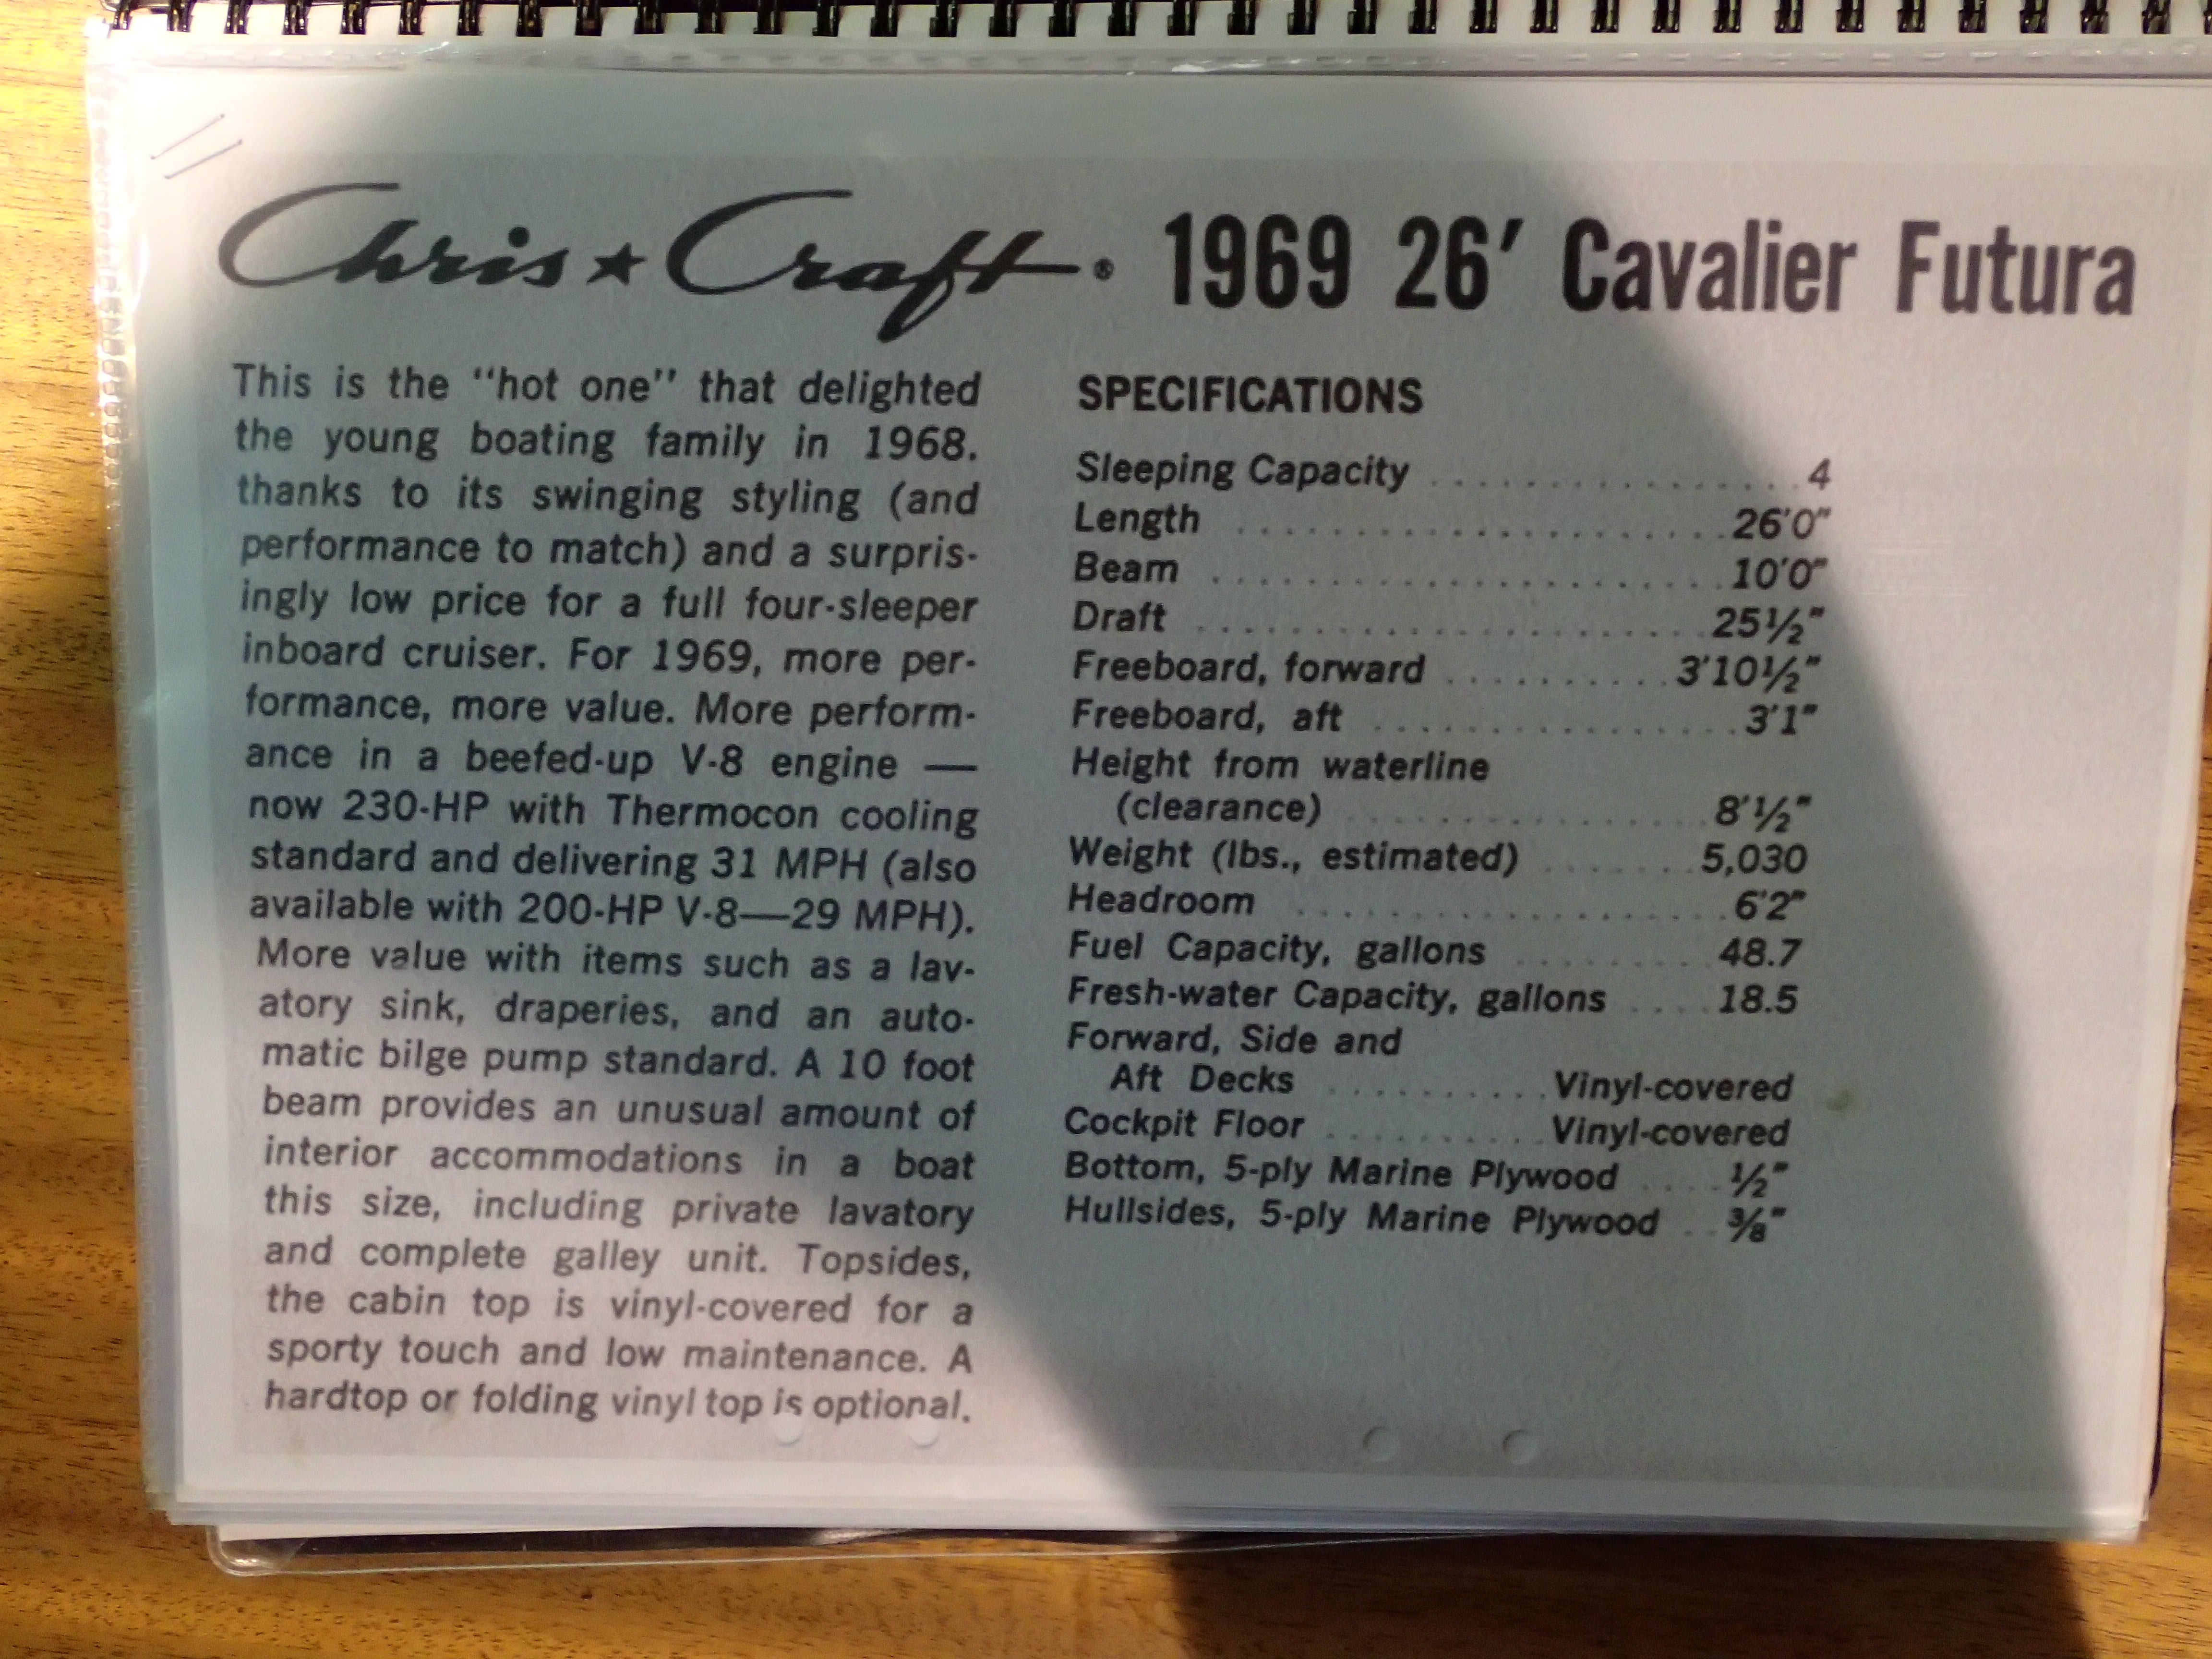 Chris★Craft® 1969 26' Cavalier Futura
This is the “hot one” that delighted
the young boating family in 1968.
thanks to its swinging styling (and
performance to match) and a surpris-
ingly low price for a full four-sleeper
inboard cruiser. For 1969, more per-
formance, more value. More perform-
ance in a beefed-up V-8 engine —
now 230-HP with Thermocon cooling
standard and delivering 31 MPH (also
available with 200-HP V-8—29 MPH).
More value with items such as a lav-
atory sink, draperies, and an auto-
matic bilge pump standard. A 10 foot
beam provides an unusual amount of
interior accommodations in a boat
this size, including private lavatory
and complete galley unit. Topsides,
the cabin top is vinyl-covered for a
sporty touch and low maintenance. A
hardtop or folding vinyl top is optional.
SPECIFICATIONS
Sleeping Capacity ................ 4
Length .................... 26'0"
Beam ...................... 10'0"
Draft ....................... 25½"
Freeboard, forward .......... 3'10½"
Freeboard, aft ................ 3'1"
Height from waterline
(clearance) ................ 8'½"
Weight (lbs., estimated) ...... 5,030
Headroom .................. 6'2"
Fuel Capacity, gallons ........ 48.7
Fresh-water Capacity, gallons .... 18.5
Forward, Side and
Aft Decks .......... Vinyl-covered
Cockpit Floor .......... Vinyl-covered
Bottom, 5-ply Marine Plywood .... ½"
Hullsides, 5-ply Marine Plywood .. ⅜"